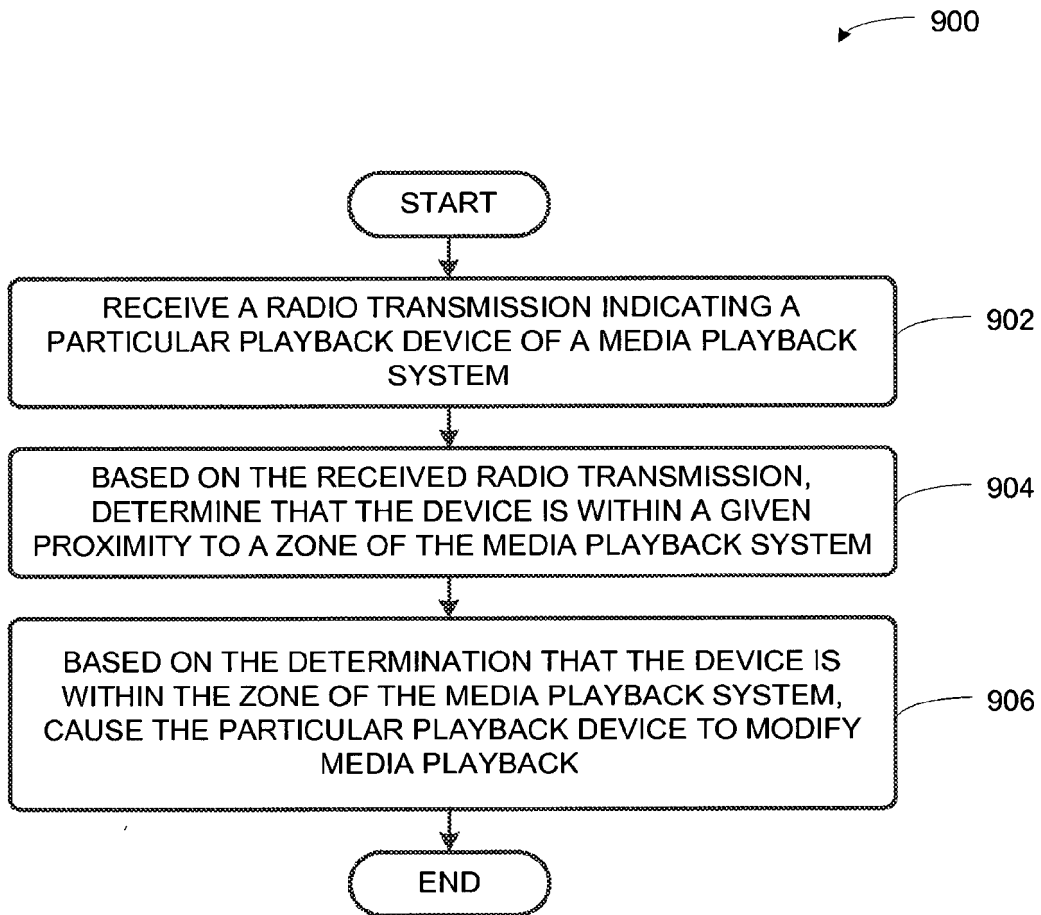 900
START
RECEIVE A RADIO TRANSMISSION INDICATING A
PARTICULAR PLAYBACK DEVICE OF A MEDIA PLAYBACK
SYSTEM
902
BASED ON THE RECEIVED RADIO TRANSMISSION,
DETERMINE THAT THE DEVICE IS WITHIN A GIVEN
PROXIMITY TO A ZONE OF THE MEDIA PLAYBACK SYSTEM
904
BASED ON THE DETERMINATION THAT THE DEVICE IS
WITHIN THE ZONE OF THE MEDIA PLAYBACK SYSTEM,
CAUSE THE PARTICULAR PLAYBACK DEVICE TO MODIFY
MEDIA PLAYBACK
906
END